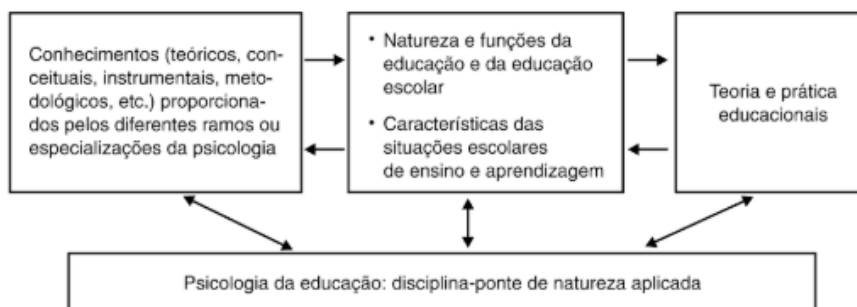 Conhecimentos (teóricos, con-
ceituais, instrumentais, meto-
dológicos, etc.) proporciona-
dos pelos diferentes ramos ou
especializações da psicologia
• Natureza e funções da
educação e da educação
escolar
• Características das
situações escolares
de ensino e aprendizagem
Teoria e prática
educacionais
Psicologia da educação: disciplina-ponte de natureza aplicada